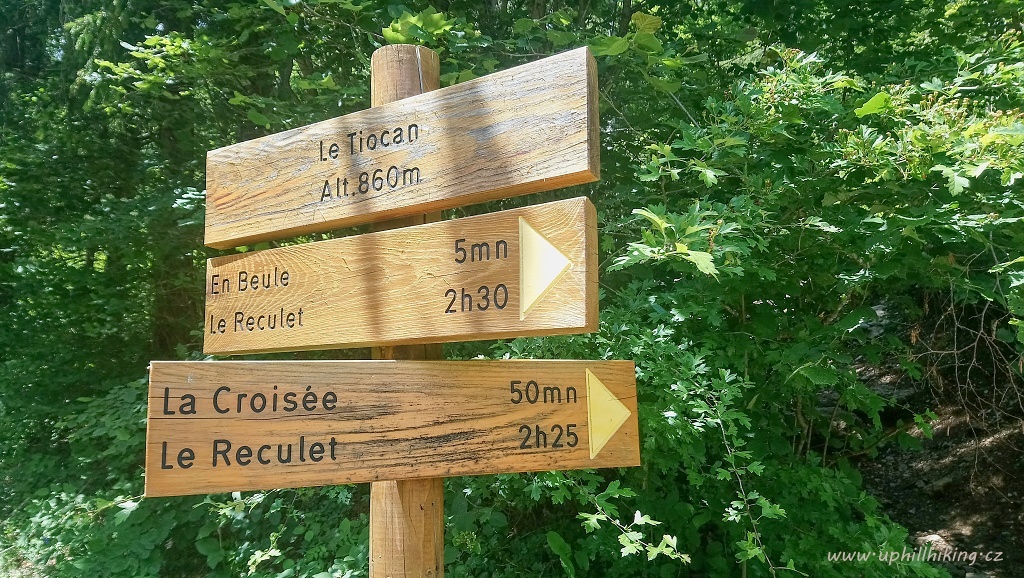 Le Tiocan
Alt.860m
En Beule 5mn
Le Reculet 2h30
La Croisée 50mn
Le Reculet 2h25
www.uphillhiking.cz